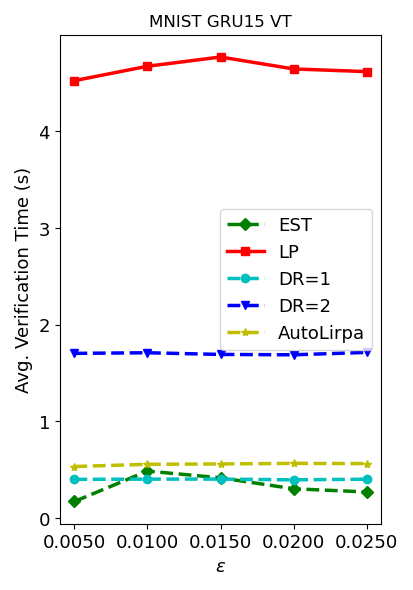 MNIST GRU15 VT
Avg. Verification Time (s)
4
3
2
1
0
EST
LP
DR=1
DR=2
AutoLirpa
0.0050 0.0100 0.0150 0.0200 0.0250
ε